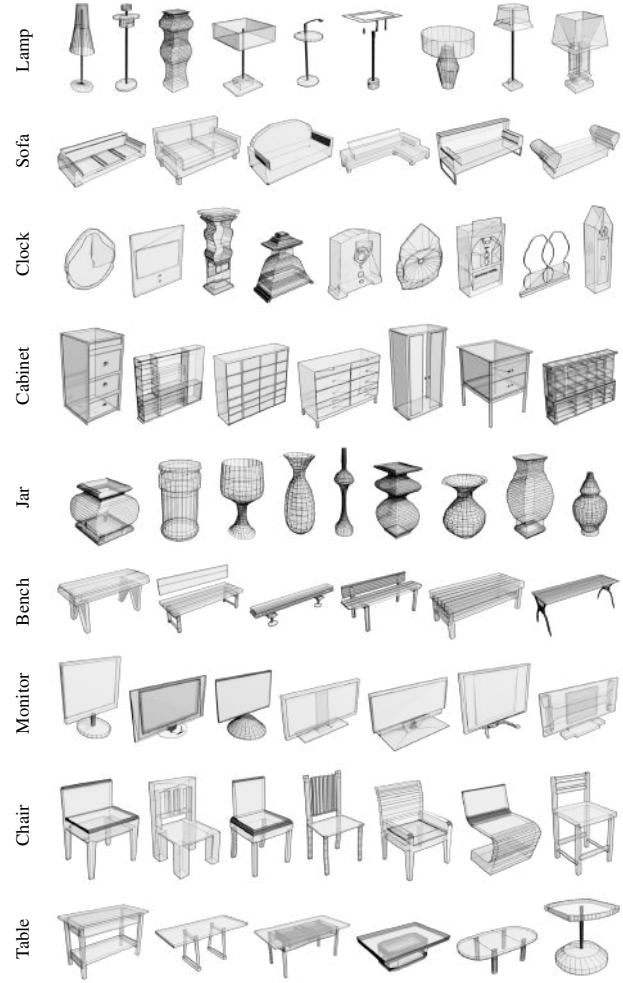 Lamp
Sofa
Clock
Cabinet
Jar
Bench
Monitor
Chair
Table